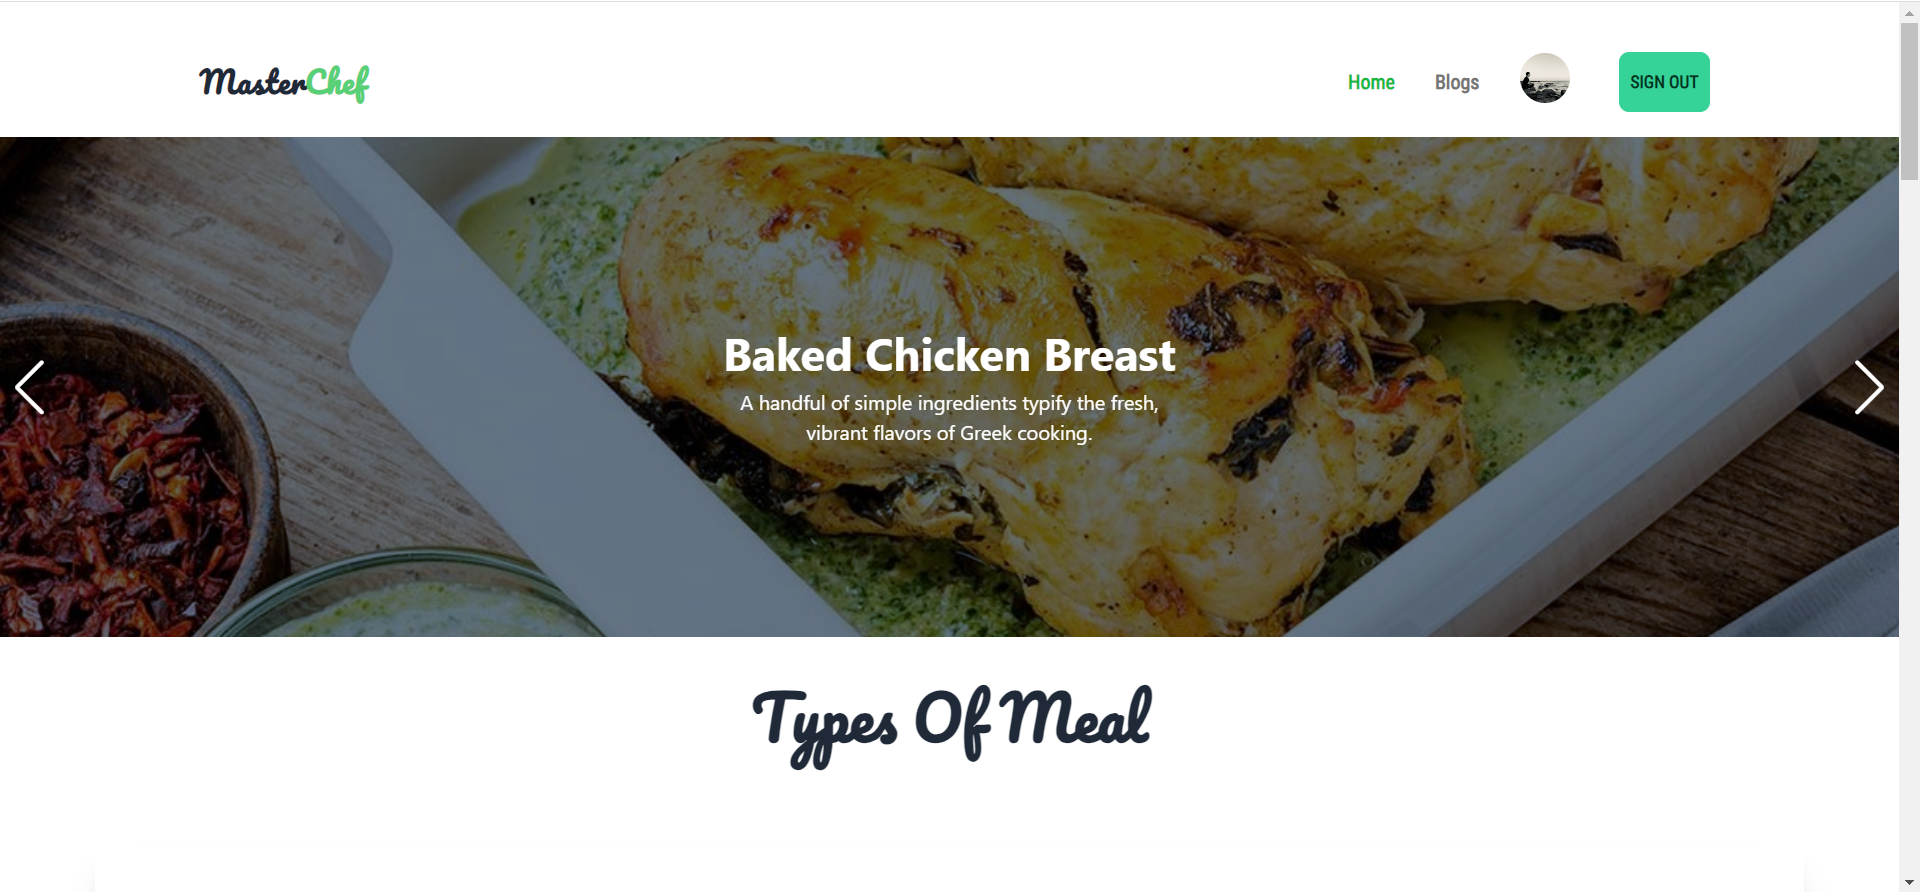 MasterChef
Home
Blogs
SIGN OUT
Baked Chicken Breast
A handful of simple ingredients typify the fresh,
vibrant flavors of Greek cooking.
Types Of Meal